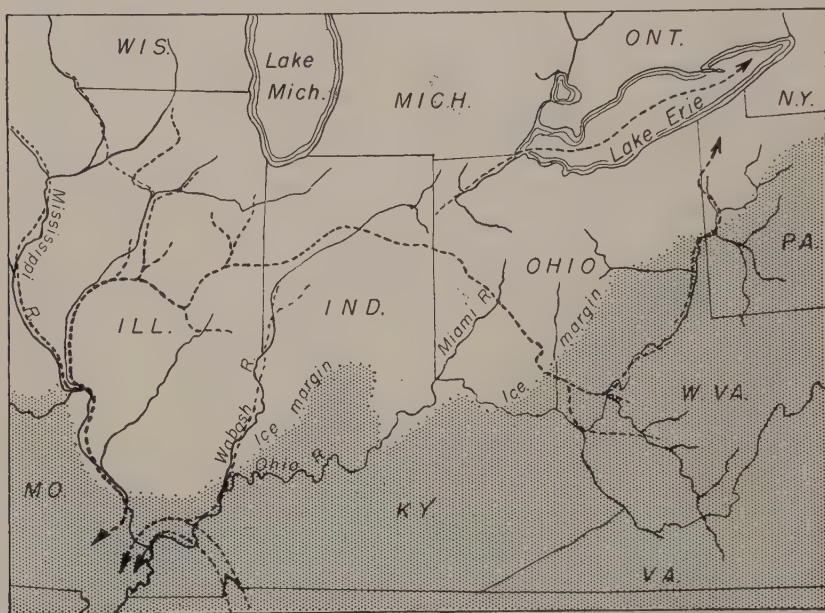 WIS.
Lake
Mich.
MICH.
ONT.
N.Y.
Lake Erie
Mississippi
R.
ILL.
IND.
OHIO
PA.
Miami R.
Ice margin
W VA.
Wabash R.
Ice margin
Ohio R.
MO.
KY
VA.